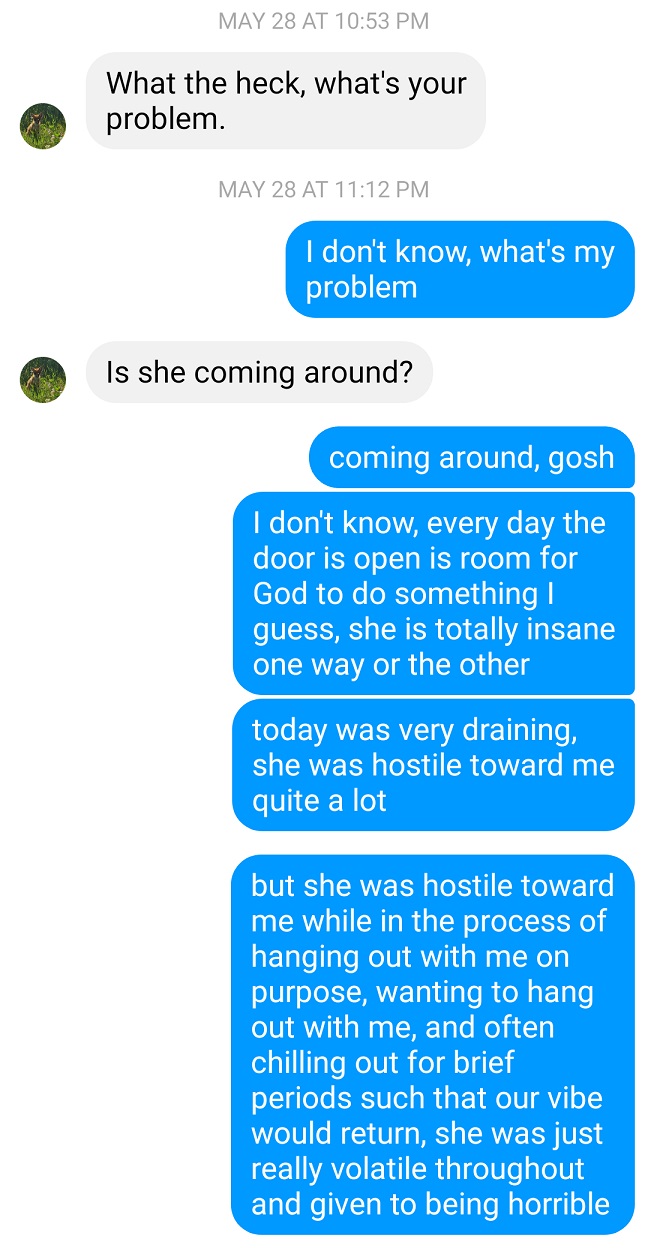 MAY 28 AT 10:53 PM
What the heck, what's your
problem.
MAY 28 AT 11:12 PM
I don't know, what's my
problem
Is she coming around?
coming around, gosh
I don't know, every day the
door is open is room for
God to do something I
guess, she is totally insane
one way or the other
today was very draining,
she was hostile toward me
quite a lot
but she was hostile toward
me while in the process of
hanging out with me on
purpose, wanting to hang
out with me, and often
chilling out for brief
periods such that our vibe
would return, she was just
really volatile throughout
and given to being horrible